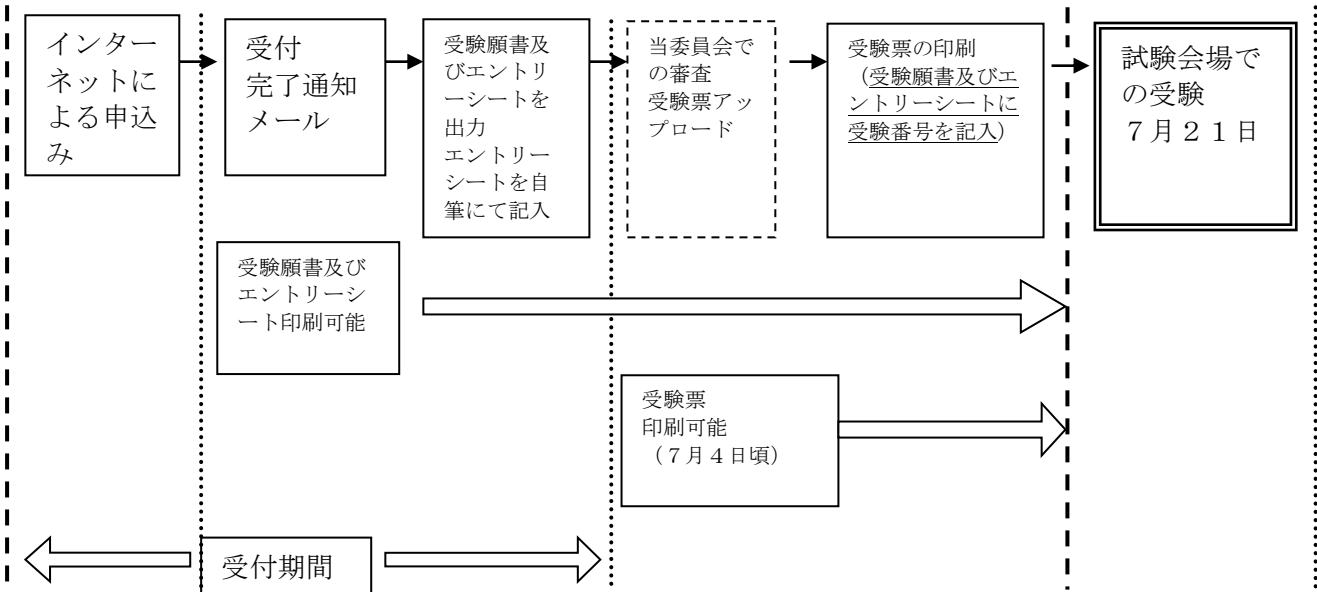 インター
ネットに
よる申込
み
受付
完了通知
メール
受験願書及
びエントリ
ーシートを
出力
エントリー
シートを自
筆にて記入
当委員会で
の審査
受験票アッ
プロード
受験票の印刷
（受験願書及びエ
ントリーシートに
受験番号を記入）
試験会場で
の受験
７月２１日
受験願書及び
エントリーシ
ート印刷可能
受験票
印刷可能
（７月４日頃）
受付期間